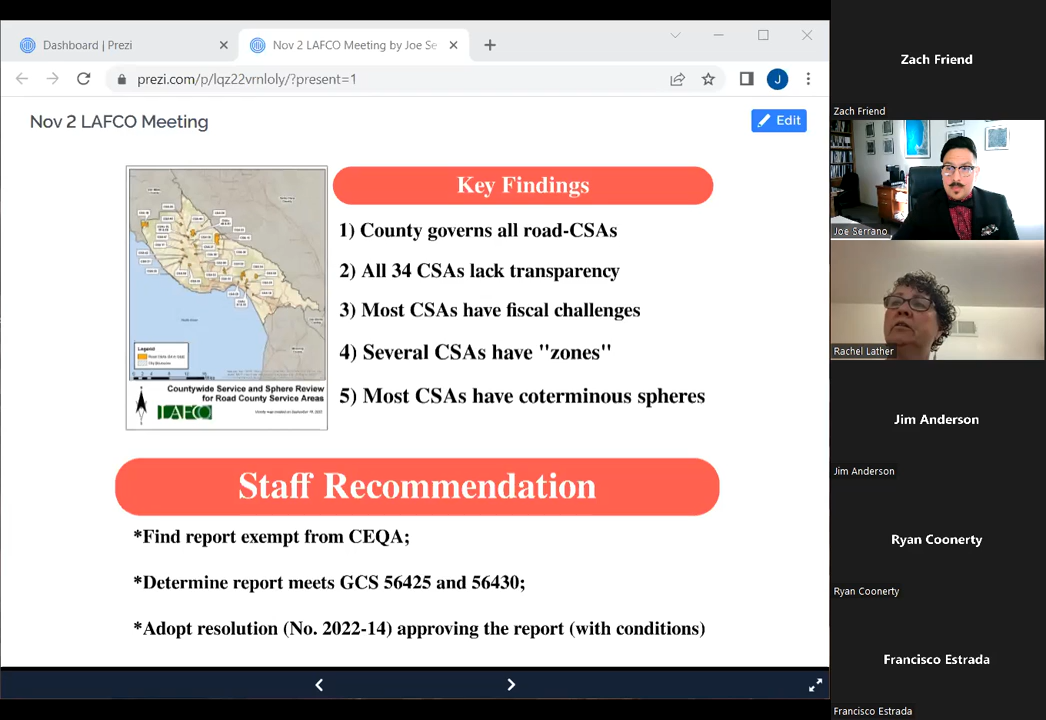 Dashboard | Prezi
Nov 2 LAFCO Meeting by Joe Se
prezi.com/p/lqz22vrnloly/?present=1
J
Nov 2 LAFCO Meeting
Edit
Key Findings
1) County governs all road-CSAs
2) All 34 CSAs lack transparency
3) Most CSAs have fiscal challenges
4) Several CSAs have "zones"
5) Most CSAs have coterminous spheres
Legend
Countywide Service and Sphere Review
for Road County Service Areas
LAFCO
Staff Recommendation
*Find report exempt from CEQA;
*Determine report meets GCS 56425 and 56430;
*Adopt resolution (No. 2022-14) approving the report (with conditions)
Zach Friend
Zach Friend
Joe Serrano
Rachel Lather
Jim Anderson
Jim Anderson
Ryan Coonerty
Ryan Coonerty
Francisco Estrada
Francisco Estrada